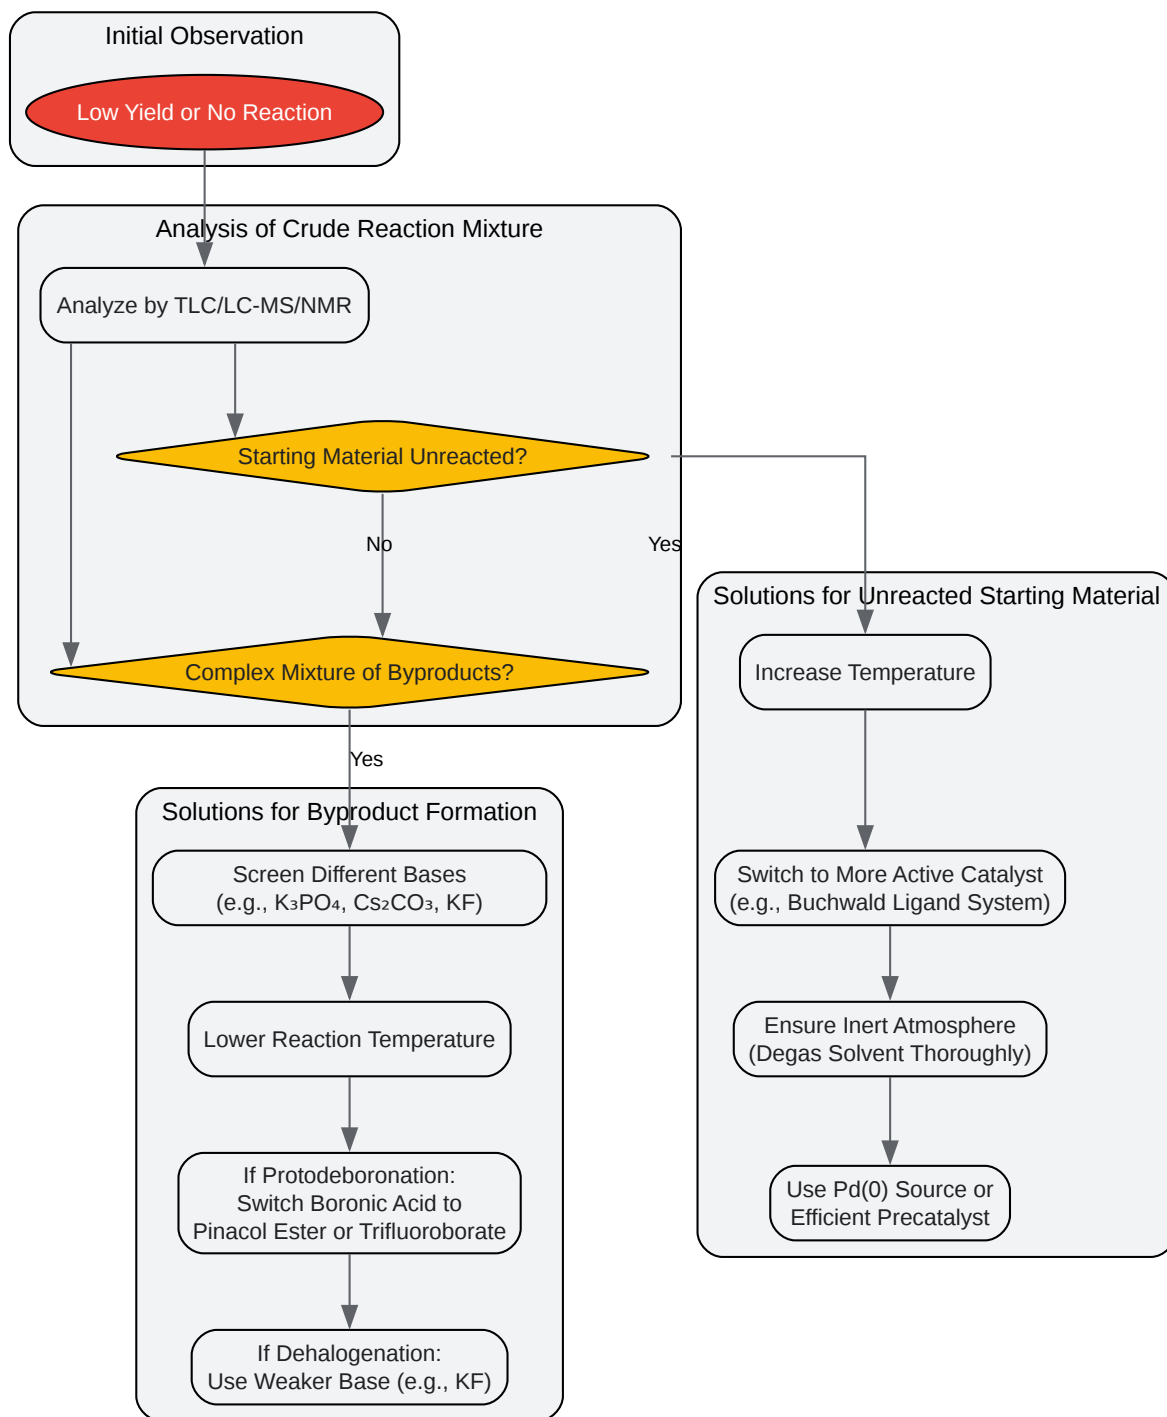 Initial Observation
Low Yield or No Reaction
Analysis of Crude Reaction Mixture
Analyze by TLC/LC-MS/NMR
Starting Material Unreacted?
No
Yes
Complex Mixture of Byproducts?
Yes
Solutions for Byproduct Formation
Screen Different Bases
(e.g., K₃PO₄, Cs₂CO₃, KF)
Lower Reaction Temperature
If Protodeboronation:
Switch Boronic Acid to
Pinacol Ester or Trifluoroborate
If Dehalogenation:
Use Weaker Base (e.g., KF)
Solutions for Unreacted Starting Material
Increase Temperature
Switch to More Active Catalyst
(e.g., Buchwald Ligand System)
Ensure Inert Atmosphere
(Degas Solvent Thoroughly)
Use Pd(0) Source or
Efficient Precatalyst